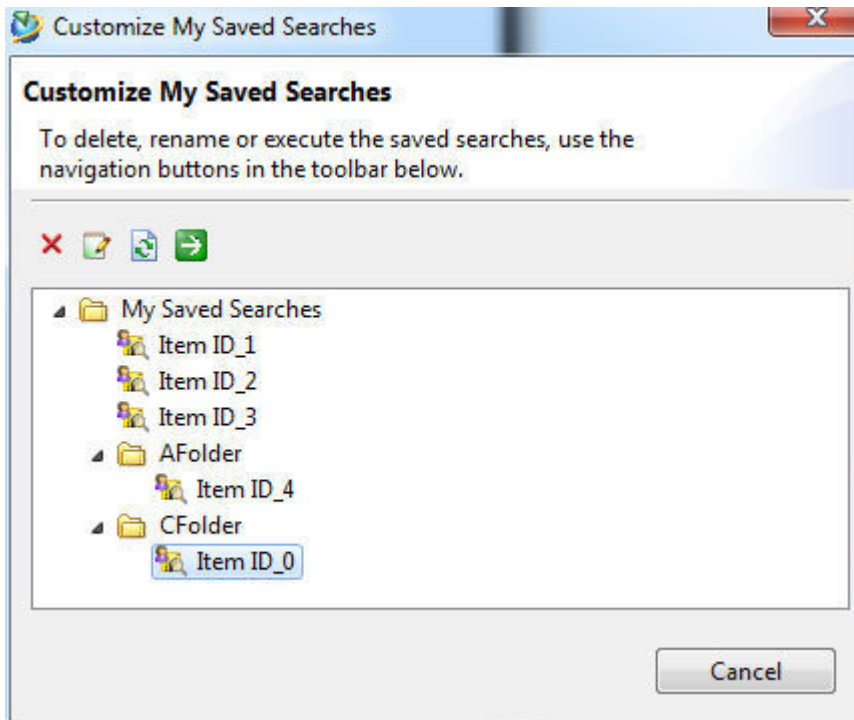 Customize My Saved Searches
Customize My Saved Searches
To delete, rename or execute the saved searches, use the
navigation buttons in the toolbar below.
My Saved Searches
Item ID_1
Item ID_2
Item ID_3
AFolder
Item ID_4
CFolder
Item ID_0
Cancel